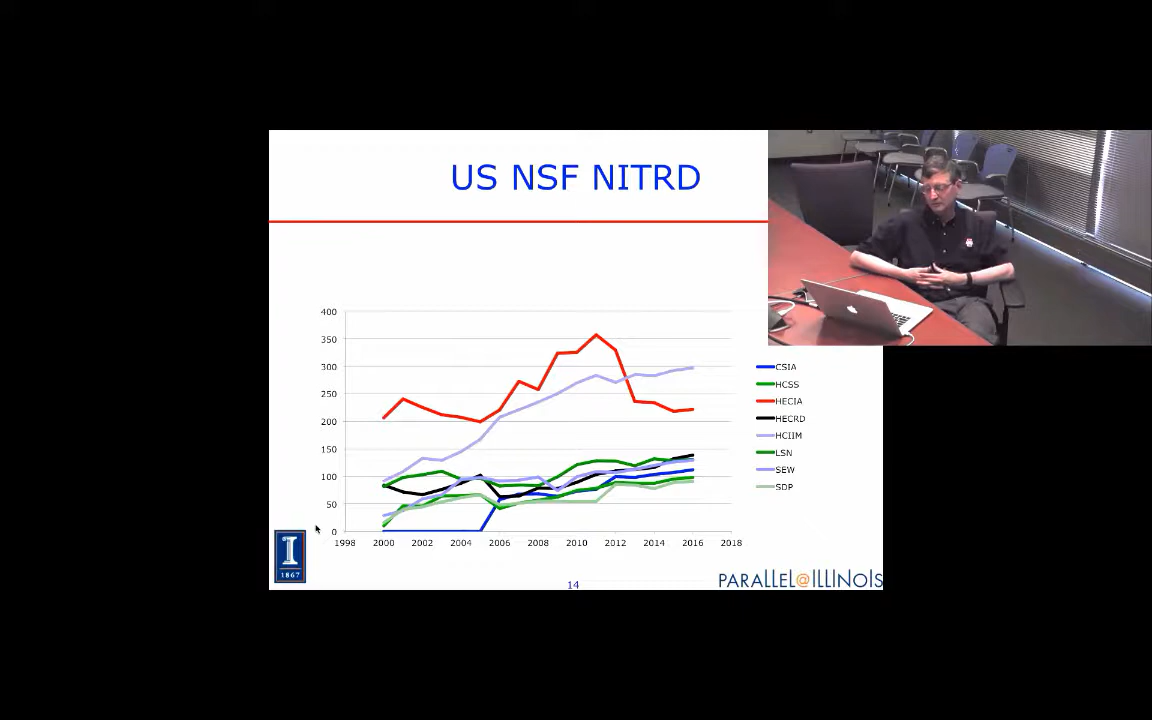 US NSF NITRD
400
350
300
250
200
150
100
50
0
1998 2000 2002 2004 2006 2008 2010 2012 2014 2016 2018
CSIA
HCSS
HECIA
HECRD
HCIIM
LSN
SEW
SDP
I
1867
14
PARALLEL@ILLINOIS